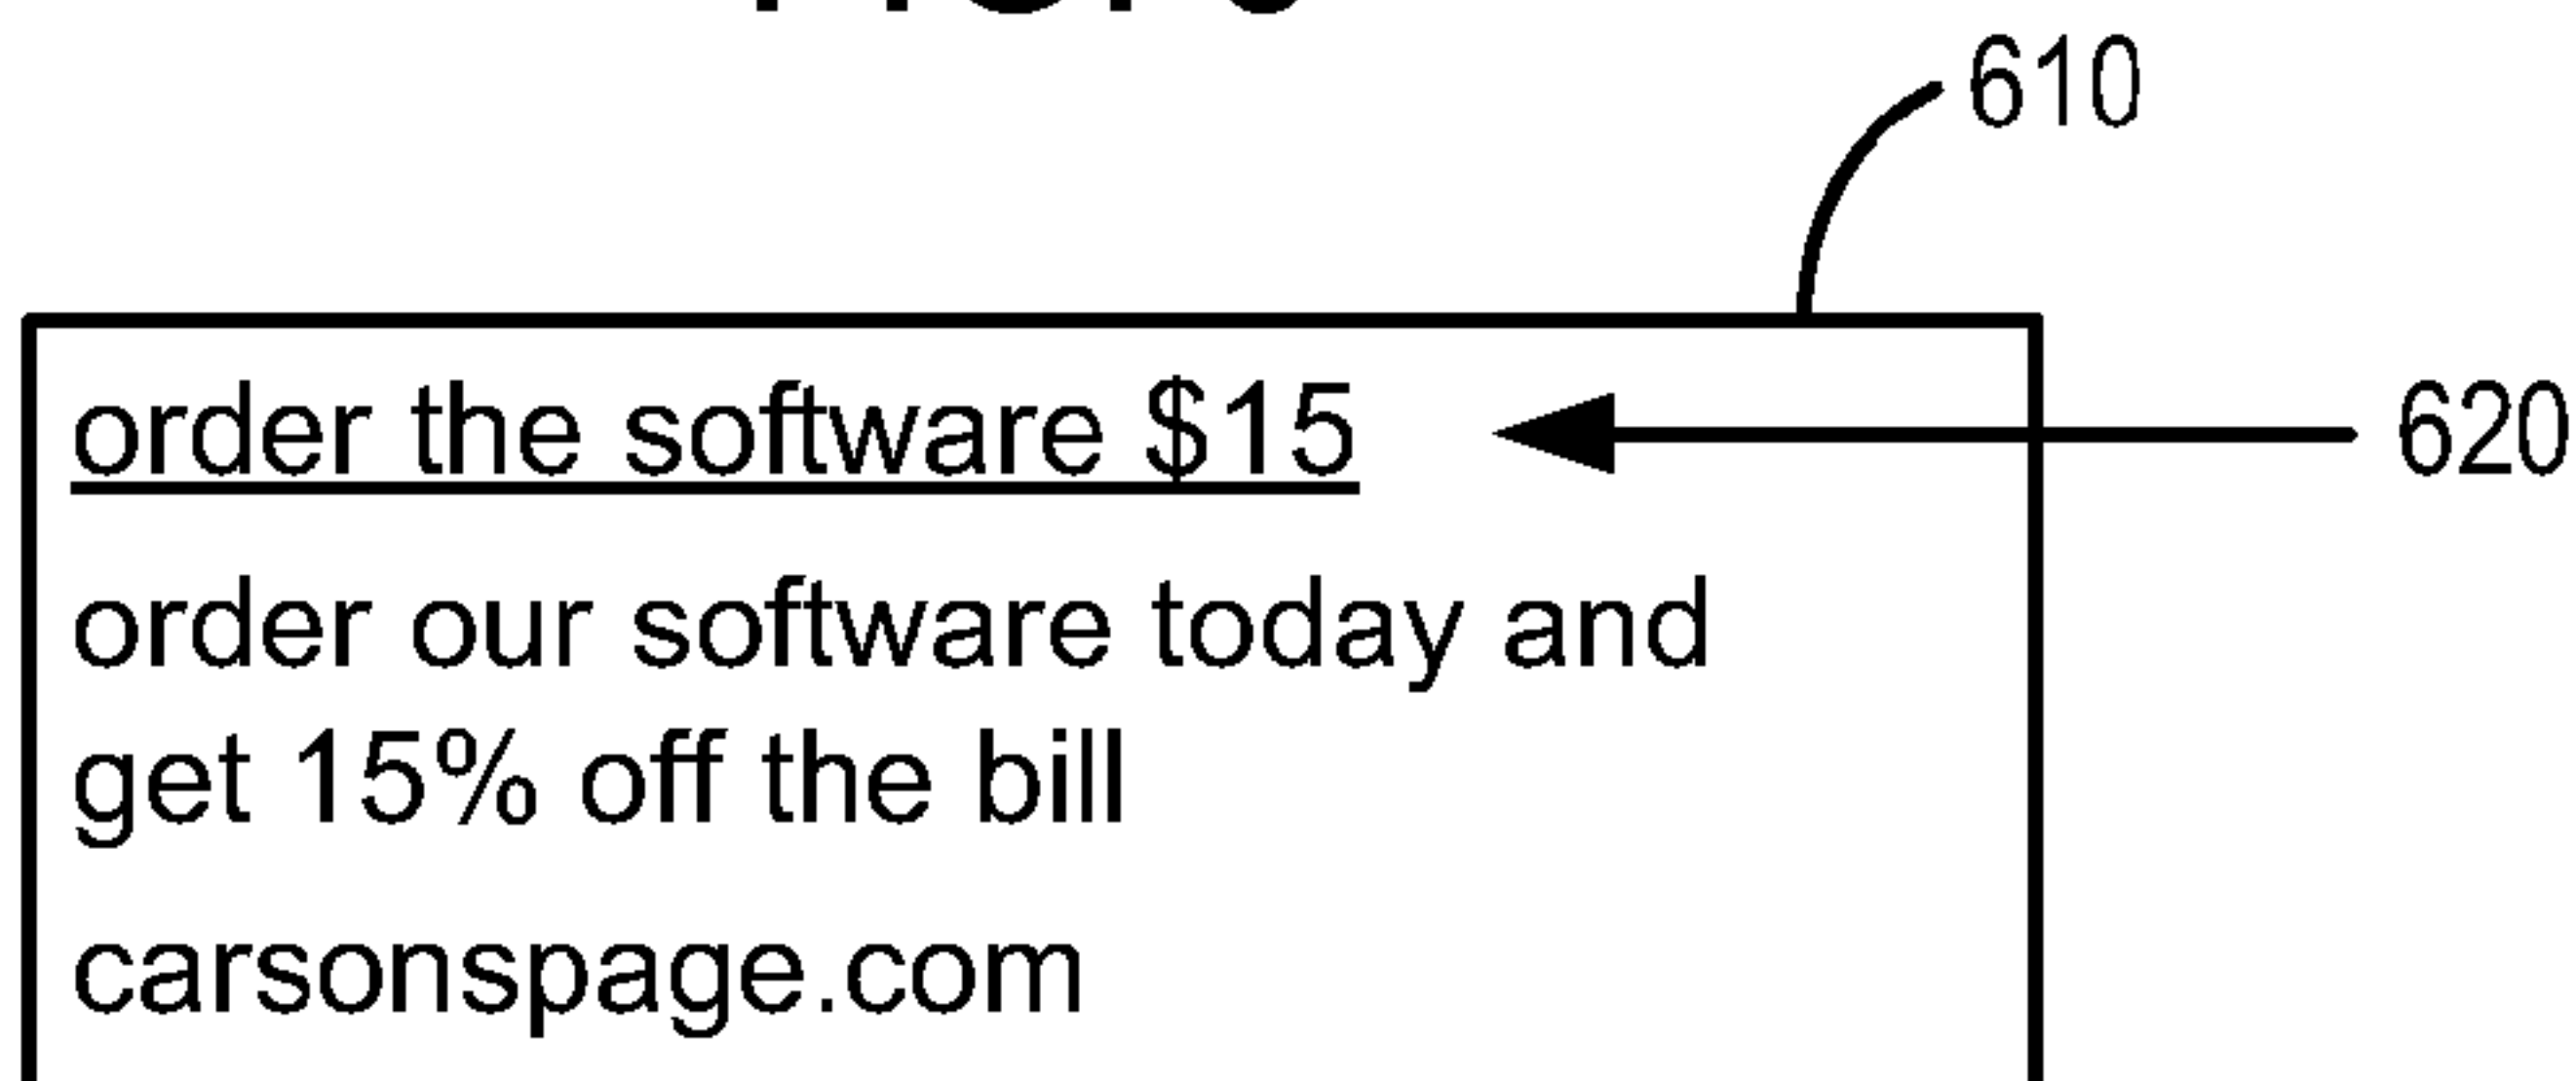 610
order the software $15
620
order our software today and
get 15% off the bill
carsonspage.com